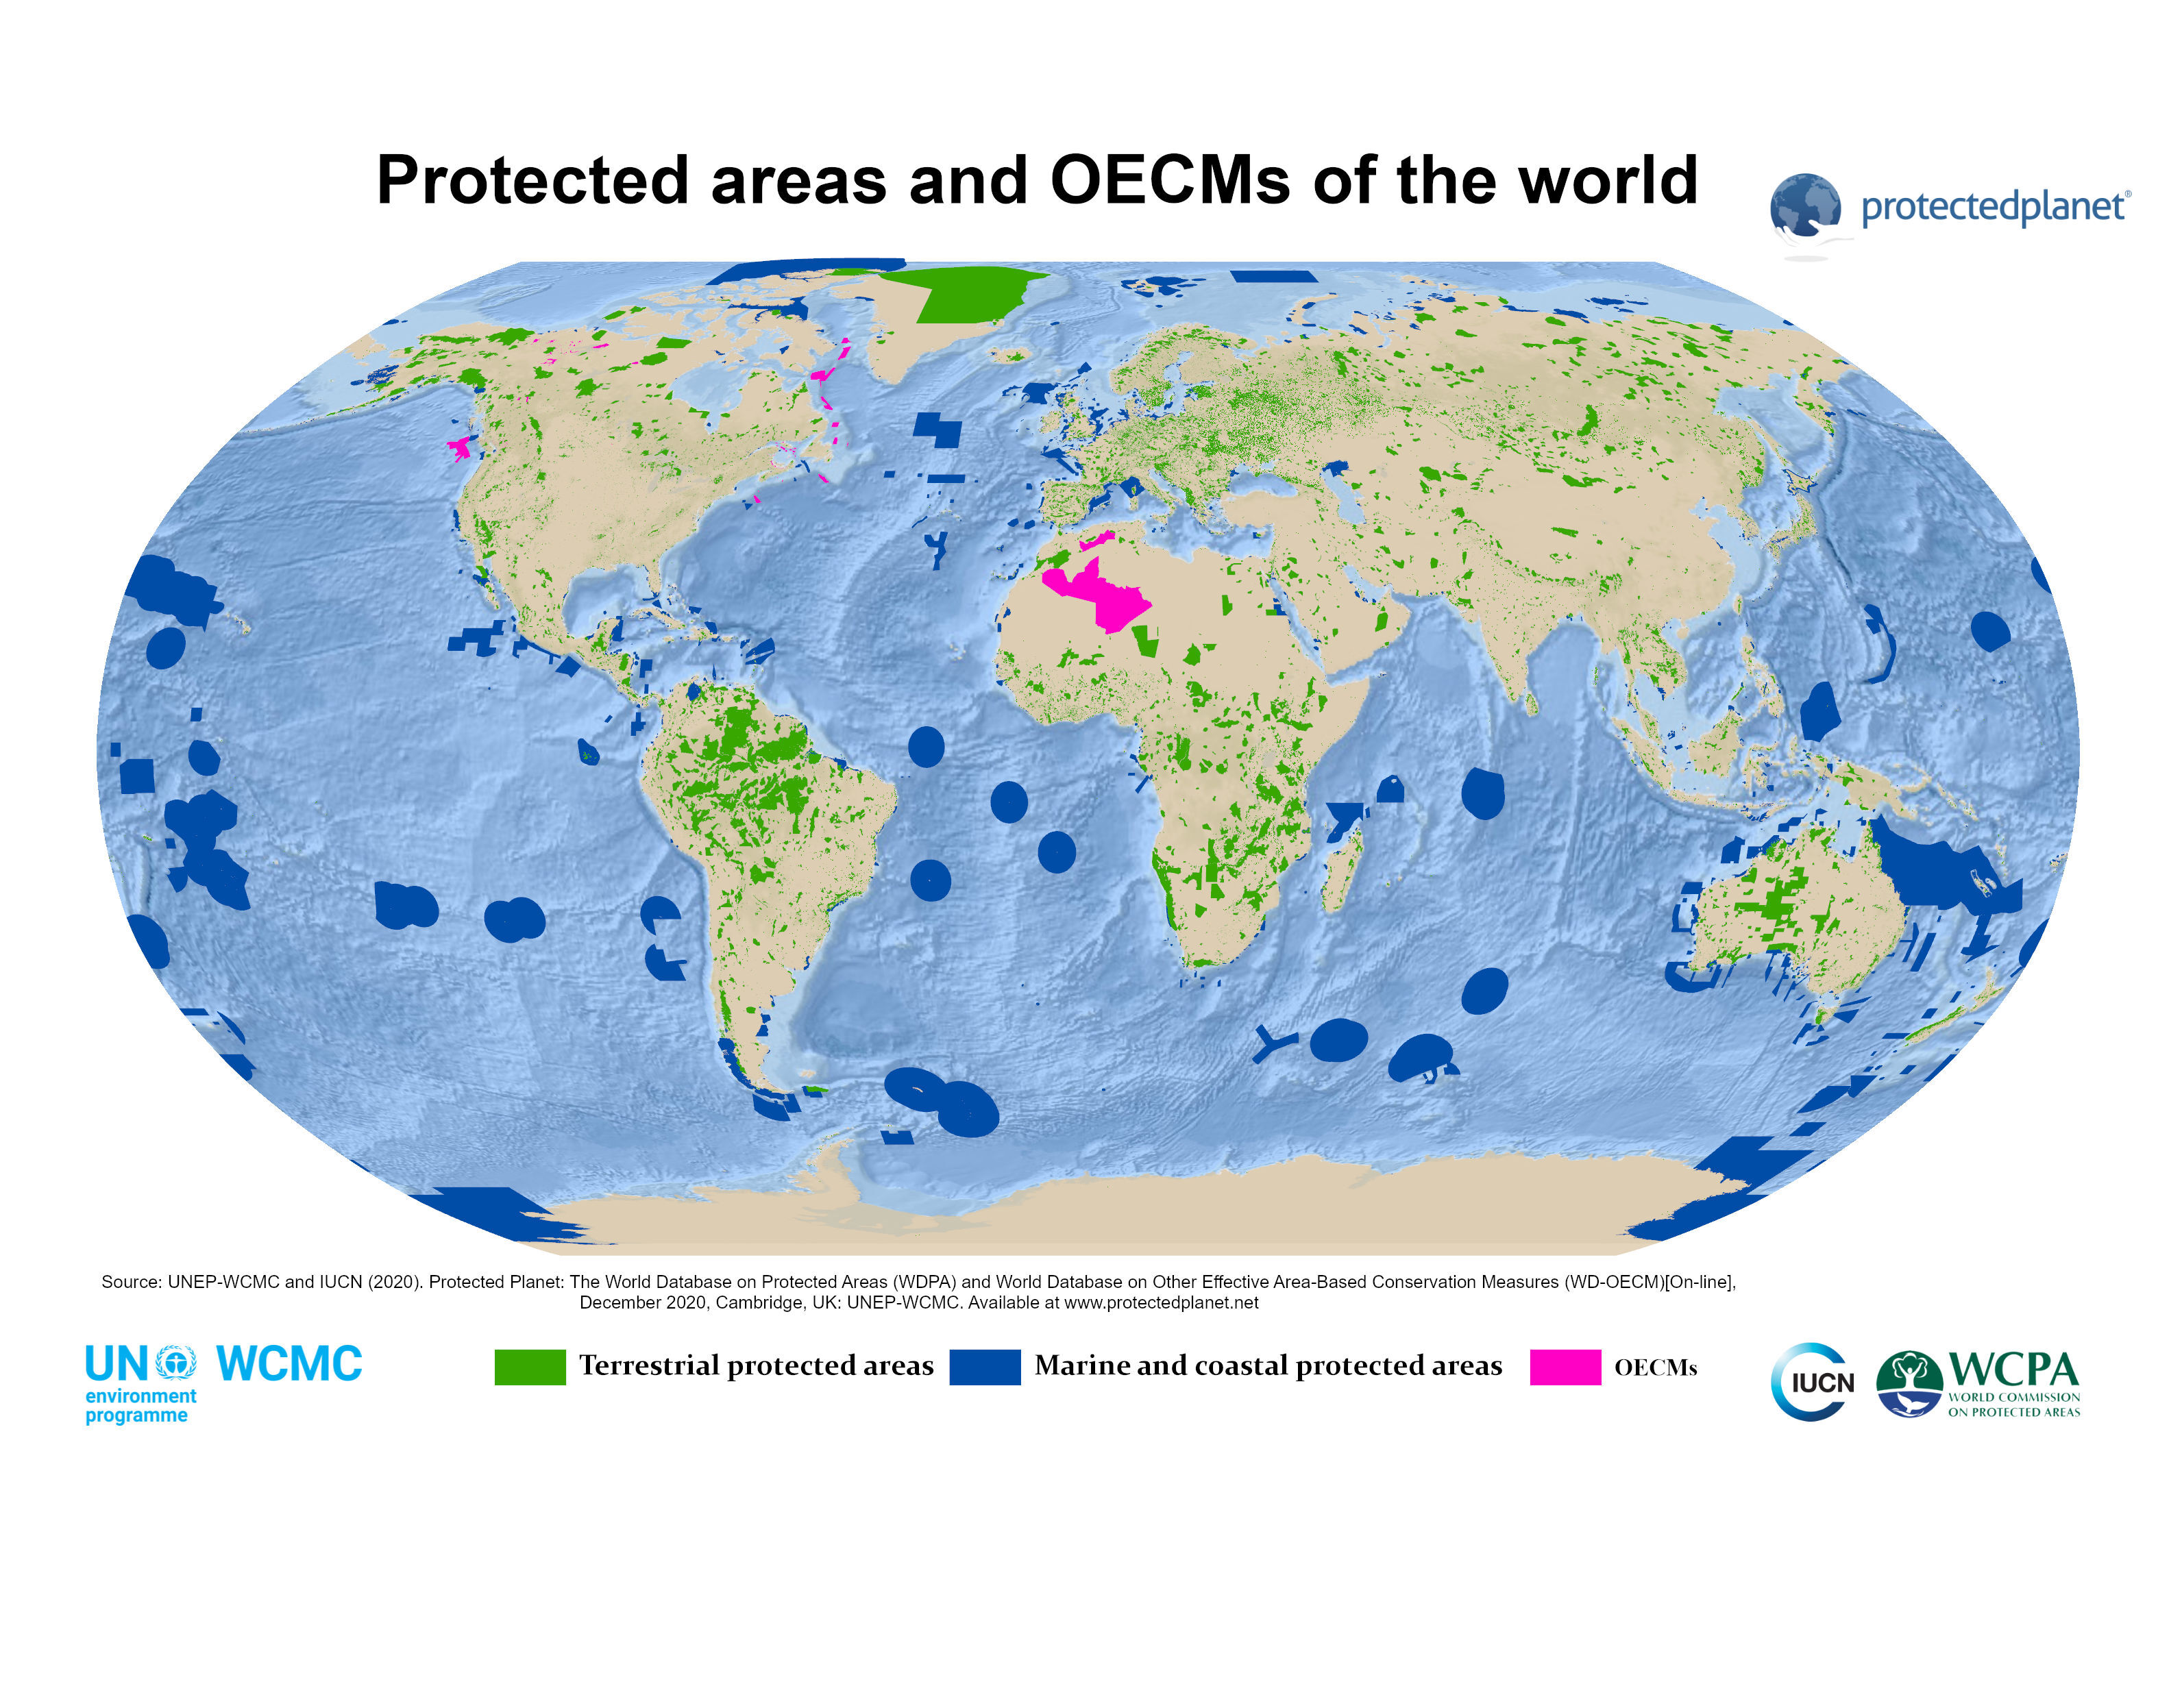 Protected areas and OECMs of the world
protectedplanet®
Source: UNEP-WCMC and IUCN (2020). Protected Planet: The World Database on Protected Areas (WDPA) and World Database on Other Effective Area-Based Conservation Measures (WD-OECM)[On-line],
December 2020, Cambridge, UK: UNEP-WCMC. Available at www.protectedplanet.net
UN WCMC
environment
programme
Terrestrial protected areas
Marine and coastal protected areas
OECMs
IUCN
WCPA
WORLD COMMISSION
ON PROTECTED AREAS